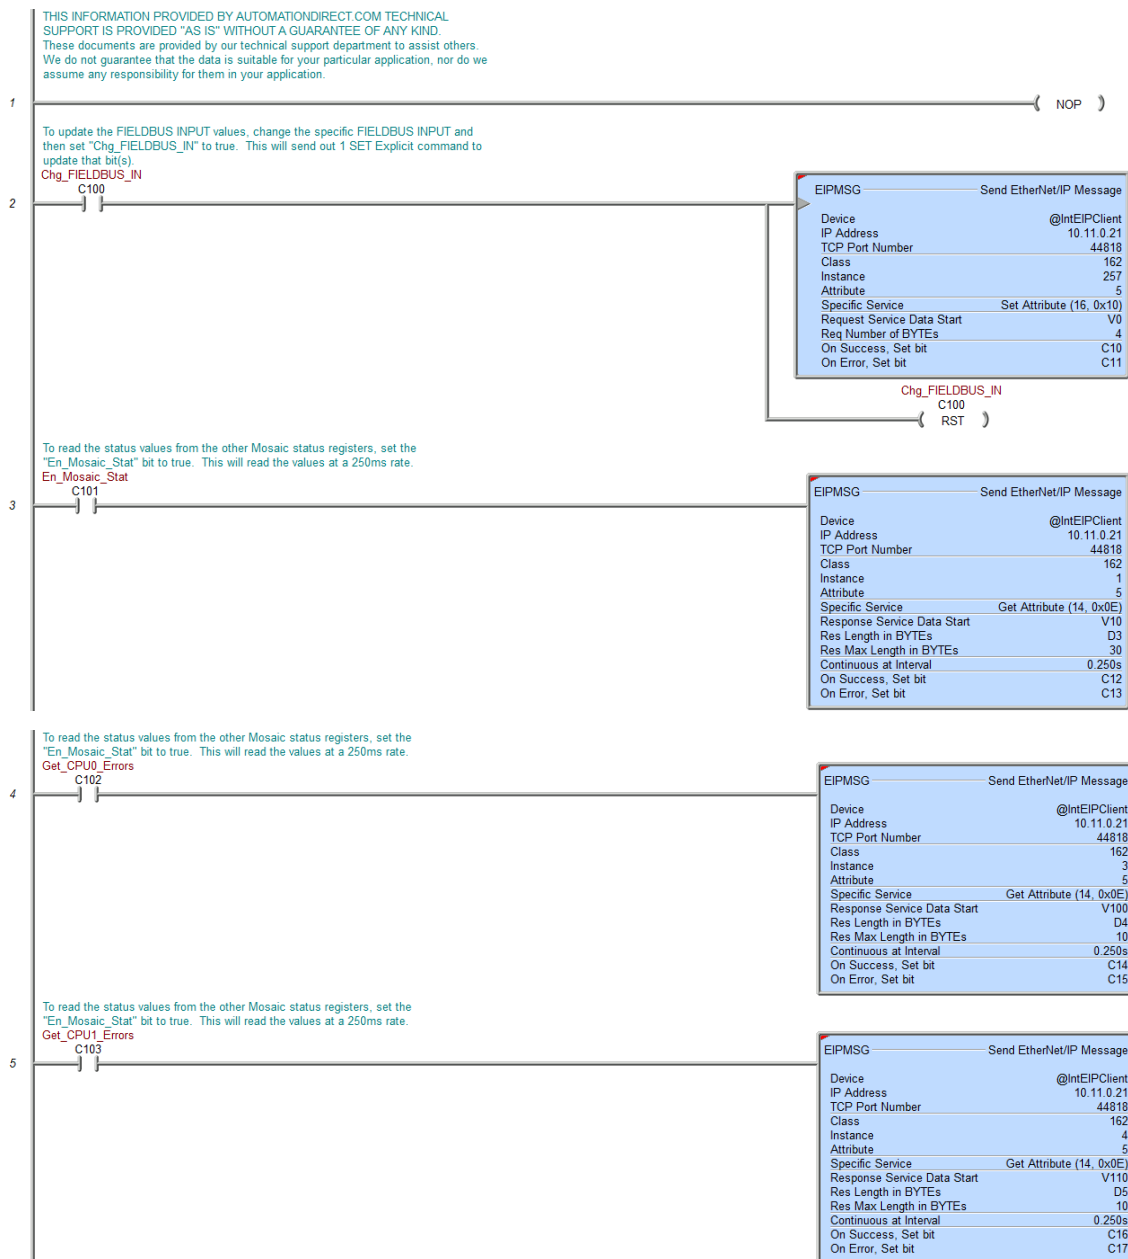 THIS INFORMATION PROVIDED BY AUTOMATIONDIRECT.COM TECHNICAL
SUPPORT IS PROVIDED "AS IS" WITHOUT A GUARANTEE OF ANY KIND.
These documents are provided by our technical support department to assist others.
We do not guarantee that the data is suitable for your particular application, nor do we
assume any responsibility for them in your application.
1
NOP
To update the FIELDBUS INPUT values, change the specific FIELDBUS INPUT and
then set "Chg_FIELDBUS_IN" to true. This will send out 1 SET Explicit command to
update that bit(s).
Chg_FIELDBUS_IN
C100
2
EIPMSG Send EtherNet/IP Message
Device @IntEIPClient
IP Address 10.11.0.21
TCP Port Number 44818
Class 162
Instance 257
Attribute 5
Specific Service Set Attribute (16, 0x10)
Request Service Data Start V0
Req Number of BYTEs 4
On Success, Set bit C10
On Error, Set bit C11
Chg_FIELDBUS_IN
C100
RST
To read the status values from the other Mosaic status registers, set the
"En_Mosaic_Stat" bit to true. This will read the values at a 250ms rate.
En_Mosaic_Stat
C101
3
EIPMSG Send EtherNet/IP Message
Device @IntEIPClient
IP Address 10.11.0.21
TCP Port Number 44818
Class 162
Instance 1
Attribute 5
Specific Service Get Attribute (14, 0x0E)
Response Service Data Start V10
Res Length in BYTEs D3
Res Max Length in BYTEs 30
Continuous at Interval 0.250s
On Success, Set bit C12
On Error, Set bit C13
To read the status values from the other Mosaic status registers, set the
"En_Mosaic_Stat" bit to true. This will read the values at a 250ms rate.
Get_CPU0_Errors
C102
4
EIPMSG Send EtherNet/IP Message
Device @IntEIPClient
IP Address 10.11.0.21
TCP Port Number 44818
Class 162
Instance 3
Attribute 5
Specific Service Get Attribute (14, 0x0E)
Response Service Data Start V100
Res Length in BYTEs D4
Res Max Length in BYTEs 10
Continuous at Interval 0.250s
On Success, Set bit C14
On Error, Set bit C15
To read the status values from the other Mosaic status registers, set the
"En_Mosaic_Stat" bit to true. This will read the values at a 250ms rate.
Get_CPU1_Errors
C103
5
EIPMSG Send EtherNet/IP Message
Device @IntEIPClient
IP Address 10.11.0.21
TCP Port Number 44818
Class 162
Instance 4
Attribute 5
Specific Service Get Attribute (14, 0x0E)
Response Service Data Start V110
Res Length in BYTEs D5
Res Max Length in BYTEs 10
Continuous at Interval 0.250s
On Success, Set bit C16
On Error, Set bit C17